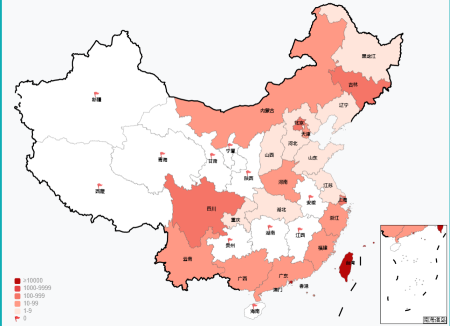 黑龙江
吉林
辽宁
内蒙古
新疆
北京
天津
河北
宁夏
山西
山东
青海
甘肃
陕西
河南
江苏
西藏
安徽
上海
四川
湖北
重庆
浙江
湖南
江西
贵州
福建
云南
台湾
广西
广东
香港
澳门
海南
>10000
1000-9999
100-999
10-99
1-9
0
南海诸岛